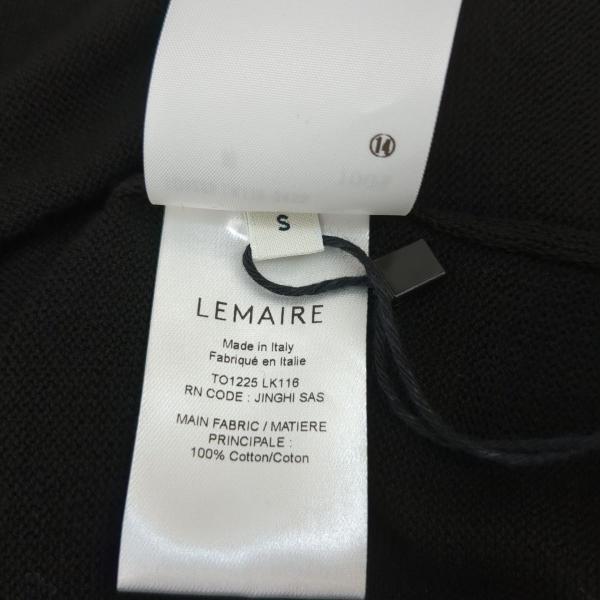 ⑭
S
LEMAIRE
Made in Italy
Fabriqué en Italie
TO1225 LK116
RN CODE : JINGHI SAS
MAIN FABRIC / MATIERE
PRINCIPALE :
100% Cotton/Coton